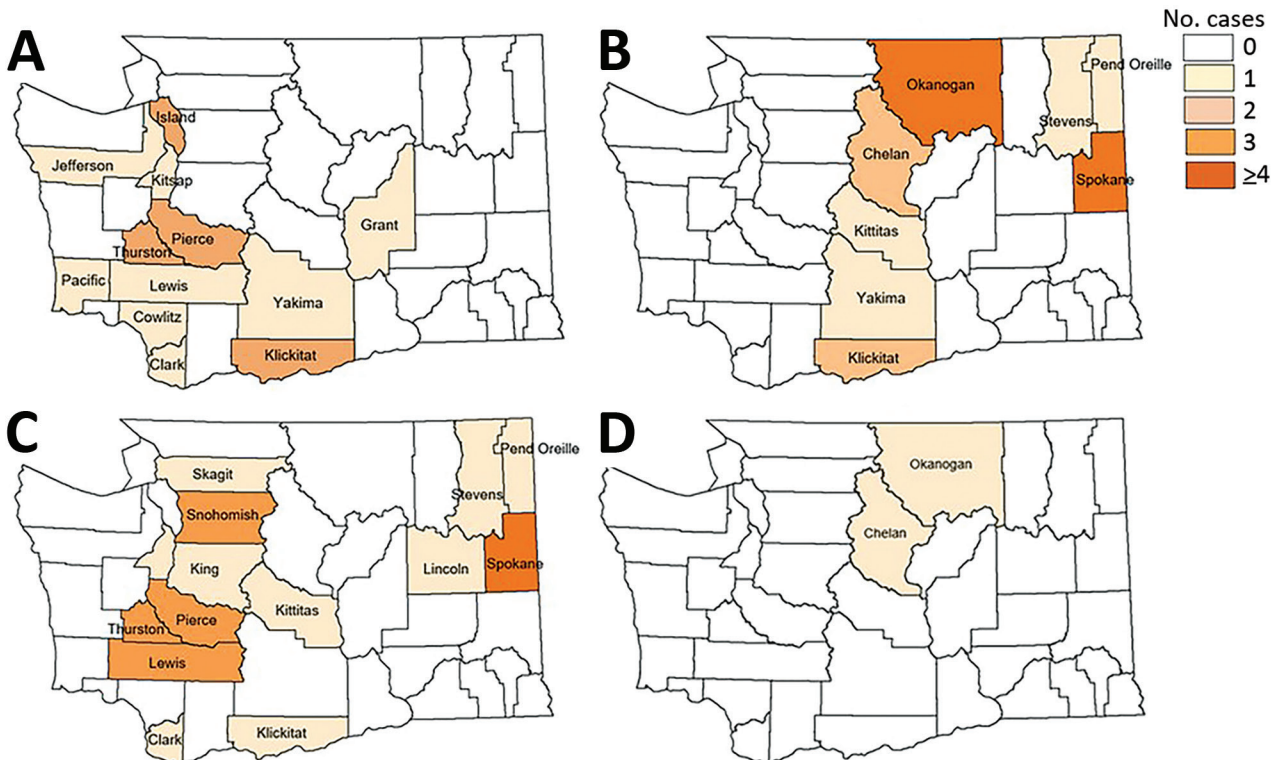 A
Island
Jefferson
Kitsap
Pierce
Thurston
Grant
Pacific
Lewis
Yakima
Cowlitz
Clark
Klickitat
B
Okanogan
Pend Oreille
Stevens
Chelan
Spokane
Kittitas
Yakima
Klickitat
No. cases
0
1
2
3
≥4
C
Skagit
Pend Oreille
Stevens
Snohomish
King
Lincoln
Spokane
Kittitas
Pierce
Thurston
Lewis
Clark
Klickitat
D
Okanogan
Chelan